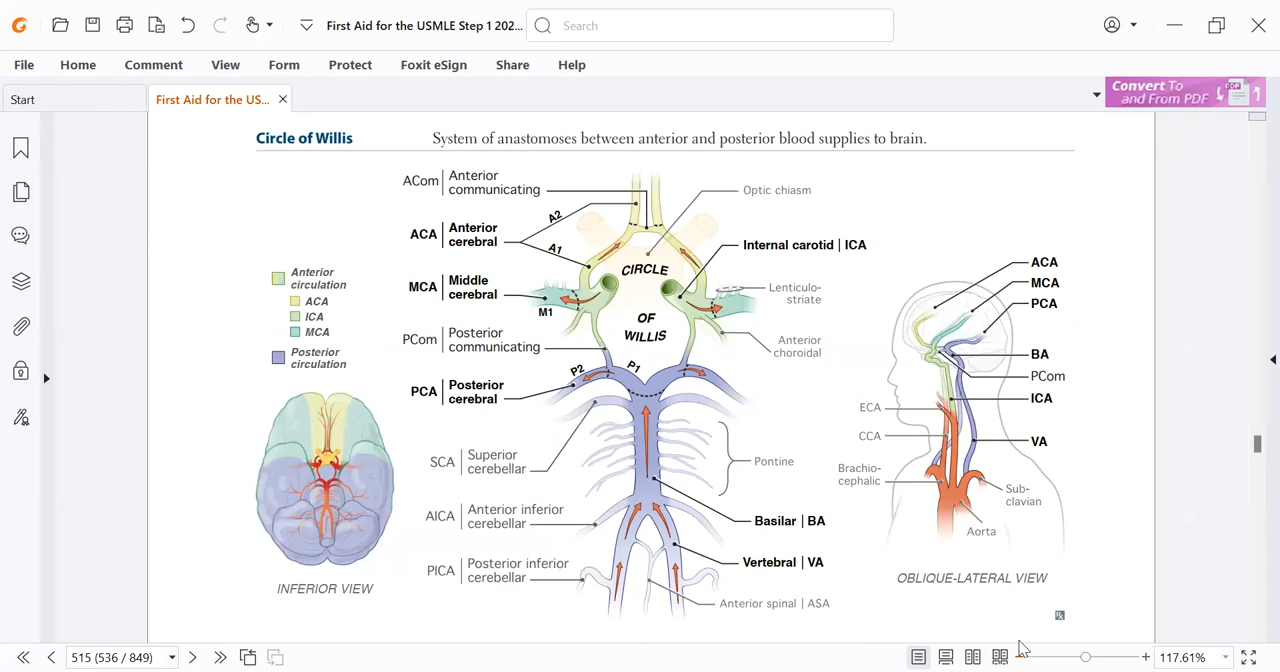 First Aid for the USMLE Step 1 202...
Search
File Home Comment View Form Protect Foxit eSign Share Help
Start
First Aid for the US...
Convert To
and From PDF
PDF
Circle of Willis
System of anastomoses between anterior and posterior blood supplies to brain.
Anterior
circulation
ACA
ICA
MCA
Posterior
circulation
INFERIOR VIEW
ACom | Anterior
communicating
ACA | Anterior
cerebral
MCA | Middle
cerebral
PCom | Posterior
communicating
PCA | Posterior
cerebral
SCA | Superior
cerebellar
AICA | Anterior inferior
cerebellar
PICA | Posterior inferior
cerebellar
A2
A1
M1
P2
P1
CIRCLE
OF
WILLIS
Optic chiasm
Internal carotid | ICA
Lenticulo-
striate
Anterior
choroidal
Pontine
Basilar | BA
Vertebral | VA
Anterior spinal | ASA
ACA
MCA
PCA
BA
PCom
ICA
VA
ECA
CCA
Brachio-
cephalic
Sub-
clavian
Aorta
OBLIQUE-LATERAL VIEW
515 (536 / 849)
117.61%